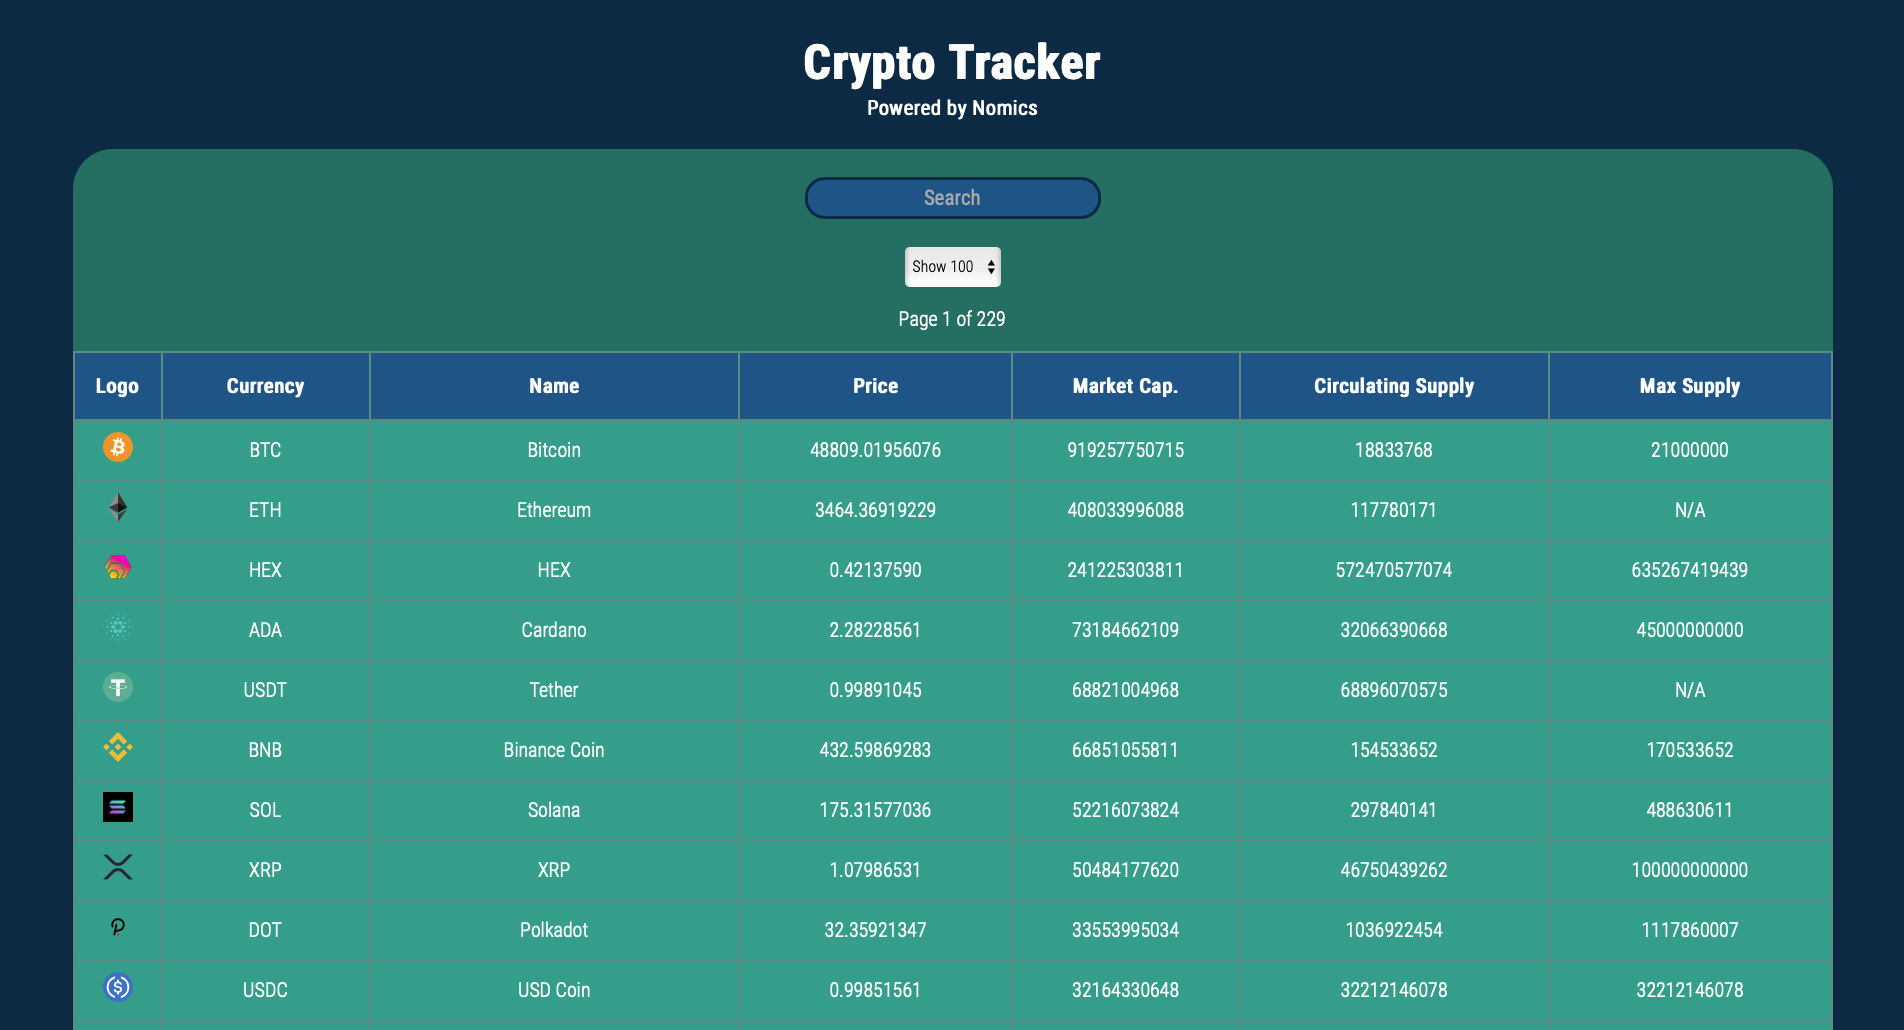 Crypto Tracker
Powered by Nomics
Search
Show 100
Page 1 of 229
Logo Currency Name Price Market Cap. Circulating Supply Max Supply
BTC Bitcoin 48809.01956076 919257750715 18833768 21000000
ETH Ethereum 3464.36919229 408033996088 117780171 N/A
HEX HEX 0.42137590 241225303811 572470577074 635267419439
ADA Cardano 2.28228561 73184662109 32066390668 45000000000
USDT Tether 0.99891045 68821004968 68896070575 N/A
BNB Binance Coin 432.59869283 66851055811 154533652 170533652
SOL Solana 175.31577036 52216073824 297840141 488630611
XRP XRP 1.07986531 50484177620 46750439262 100000000000
DOT Polkadot 32.35921347 33553995034 1036922454 1117860007
USDC USD Coin 0.99851561 32164330648 32212146078 32212146078